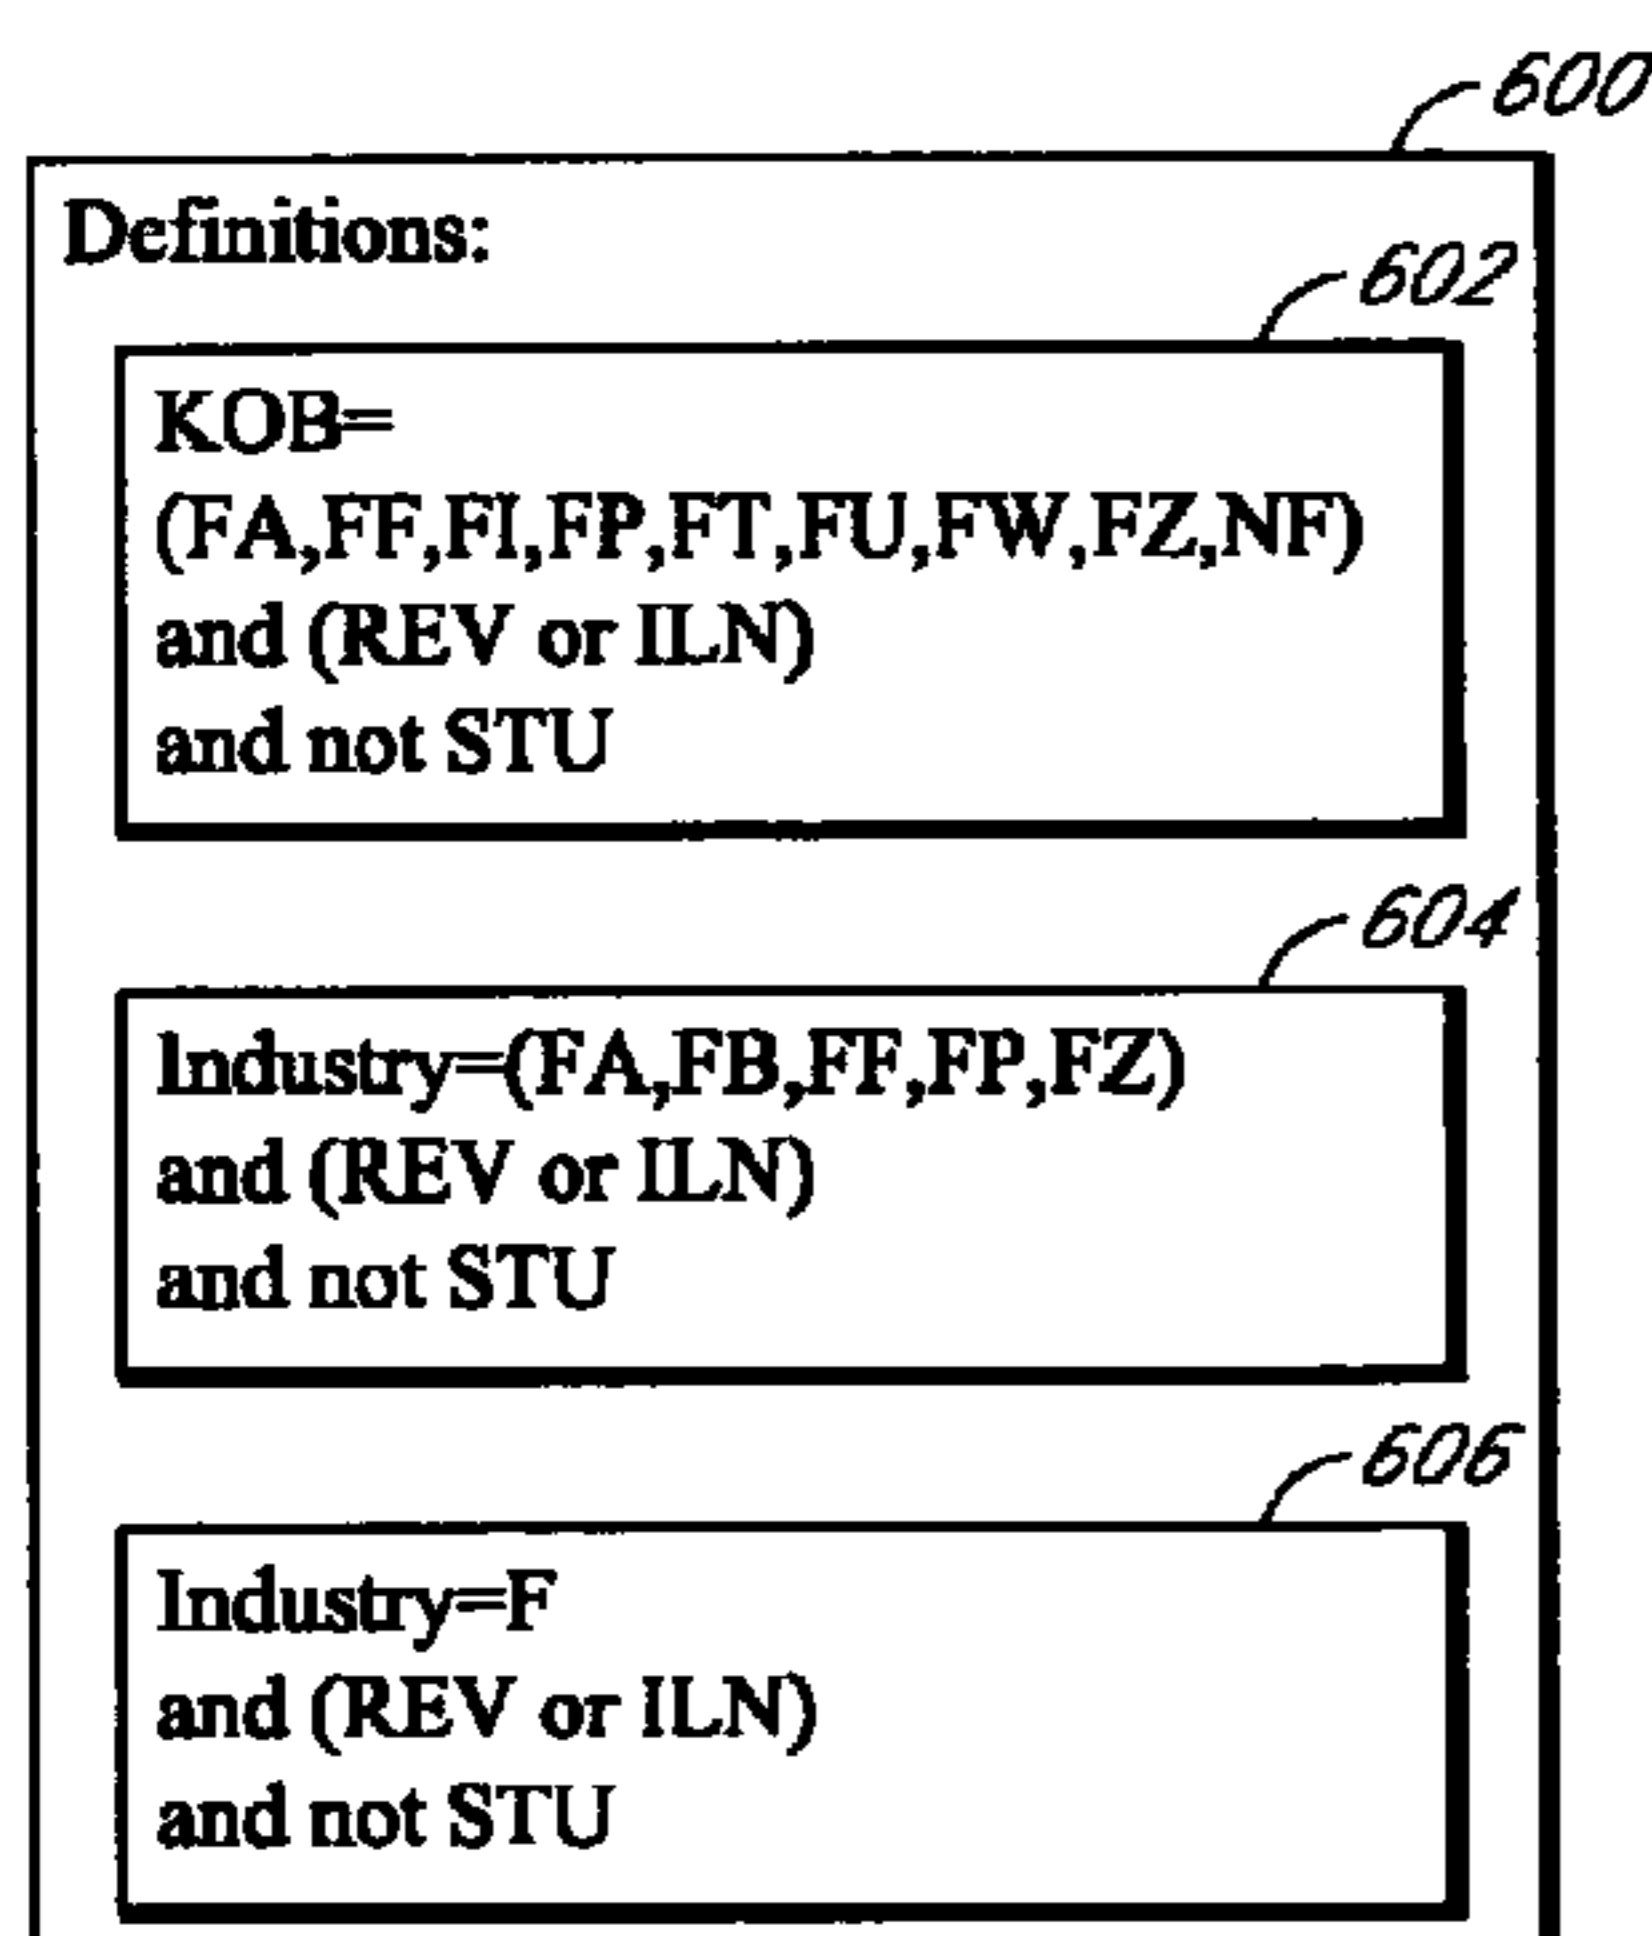 600
Definitions:
602
KOB=
(FA,FF,FI,FP,FT,FU,FW,FZ,NF)
and (REV or ILN)
and not STU
604
Industry=(FA,FB,FF,FP,FZ)
and (REV or ILN)
and not STU
606
Industry=F
and (REV or ILN)
and not STU